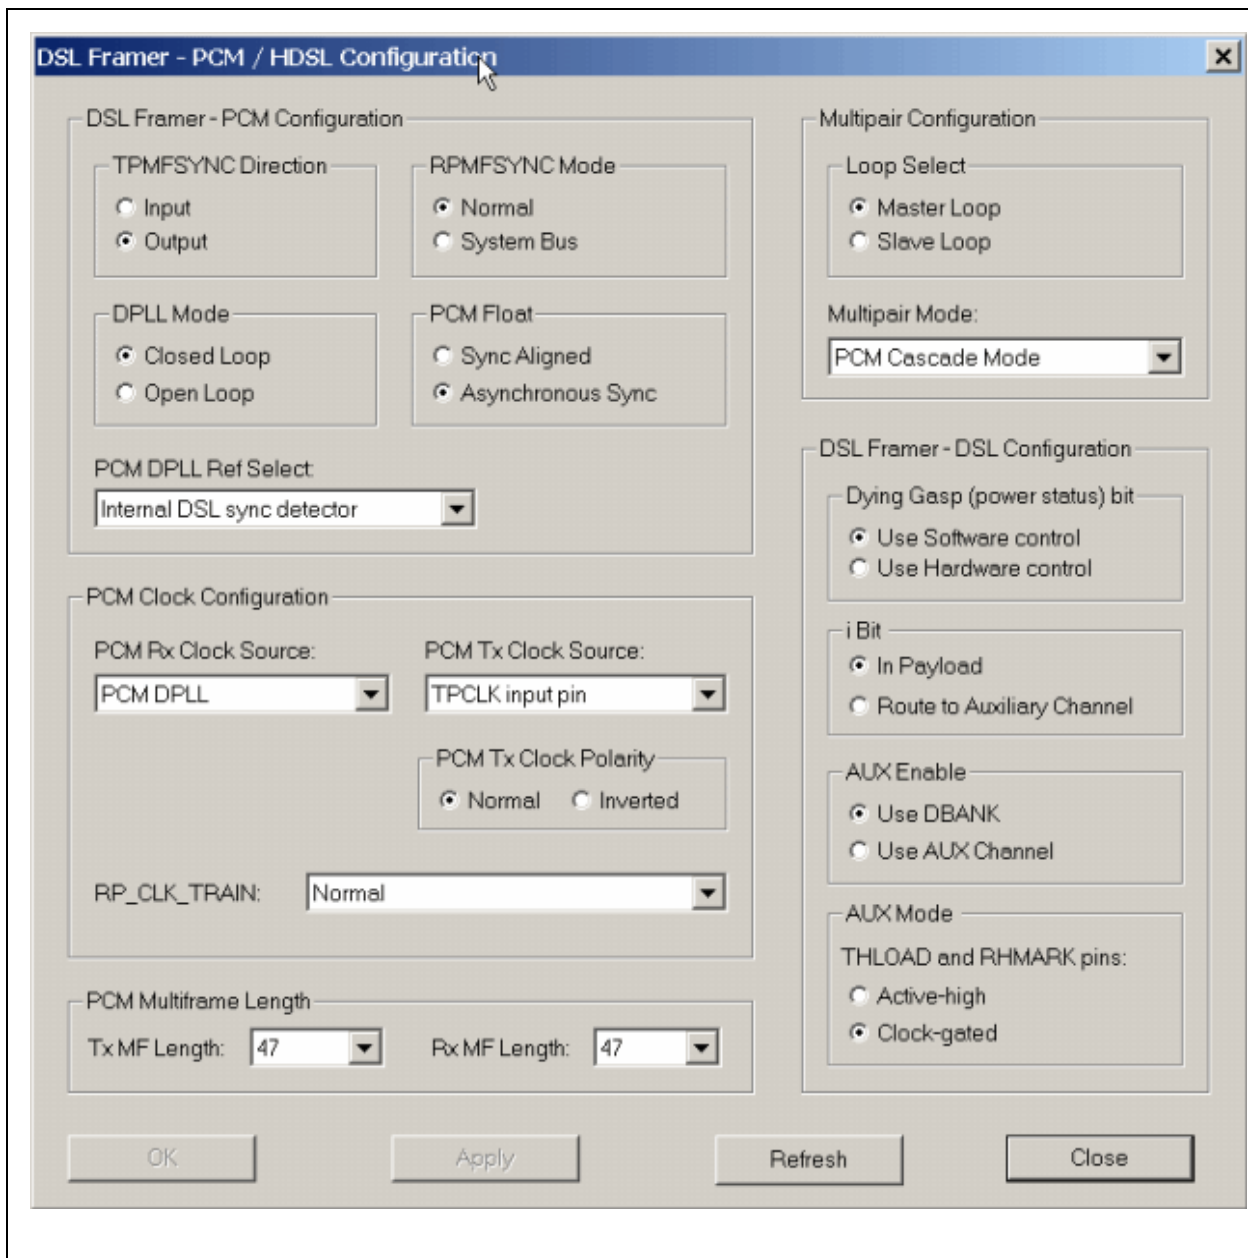 DSL Framer - PCM / HDSL Configuration
DSL Framer - PCM Configuration
TPMFSYNC Direction
Input
Output
RPMFSYNC Mode
Normal
System Bus
DPLL Mode
Closed Loop
Open Loop
PCM Float
Sync Aligned
Asynchronous Sync
PCM DPLL Ref Select:
Internal DSL sync detector
PCM Clock Configuration
PCM Rx Clock Source:
PCM DPLL
PCM Tx Clock Source:
TPCLK input pin
PCM Tx Clock Polarity
Normal Inverted
RP_CLK_TRAIN: Normal
PCM Multiframe Length
Tx MF Length: 47 Rx MF Length: 47
Multipair Configuration
Loop Select
Master Loop
Slave Loop
Multipair Mode:
PCM Cascade Mode
DSL Framer - DSL Configuration
Dying Gasp (power status) bit
Use Software control
Use Hardware control
i Bit
In Payload
Route to Auxiliary Channel
AUX Enable
Use DBANK
Use AUX Channel
AUX Mode
THLOAD and RHMARK pins:
Active-high
Clock-gated
OK Apply Refresh Close